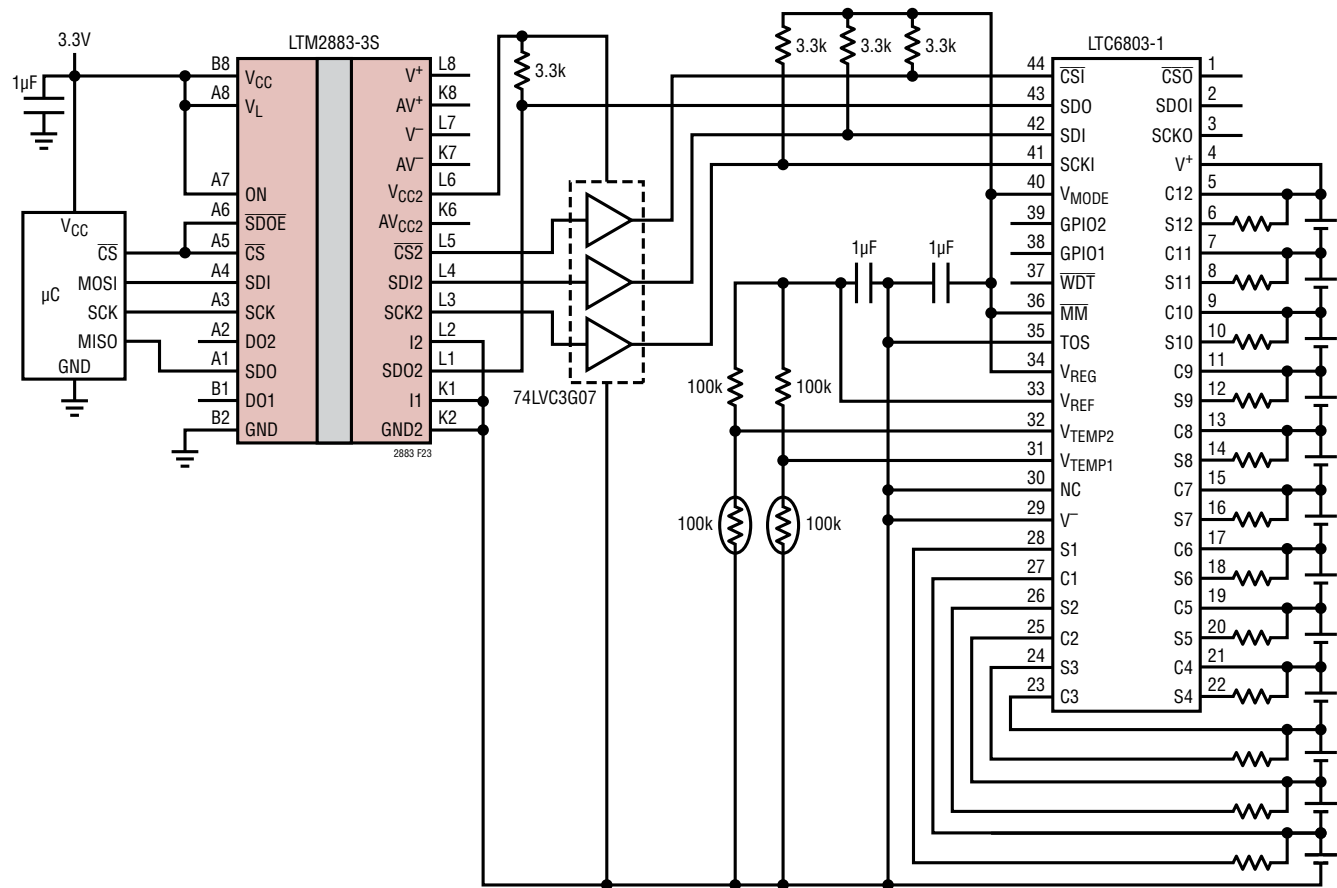 3.3V
1µF
LTM2883-3S
B8 VCC
A8 VL
A7 ON
A6 SDOE
A5 CS
A4 SDI
A3 SCK
A2 DO2
A1 SDO
B1 DO1
B2 GND
V+ L8
AV+ K8
V− L7
AV− K7
VCC2 L6
AVCC2 K6
CS2 L5
SDI2 L4
SCK2 L3
I2 L2
SDO2 L1
I1 K1
GND2 K2
2883 F23
VCC
CS
MOSI
µC
SCK
MISO
GND
3.3k
74LVC3G07
3.3k
3.3k
3.3k
1µF
1µF
100k
100k
100k
100k
LTC6803-1
44 CSI
43 SDO
42 SDI
41 SCKI
40 VMODE
39 GPIO2
38 GPIO1
37 WDT
36 MM
35 TOS
34 VREG
33 VREF
32 VTEMP2
31 VTEMP1
30 NC
29 V−
28 S1
27 C1
26 S2
25 C2
24 S3
23 C3
CSO 1
SDOI 2
SCKO 3
V+ 4
C12 5
S12 6
C11 7
S11 8
C10 9
S10 10
C9 11
S9 12
C8 13
S8 14
C7 15
S7 16
C6 17
S6 18
C5 19
S5 20
C4 21
S4 22